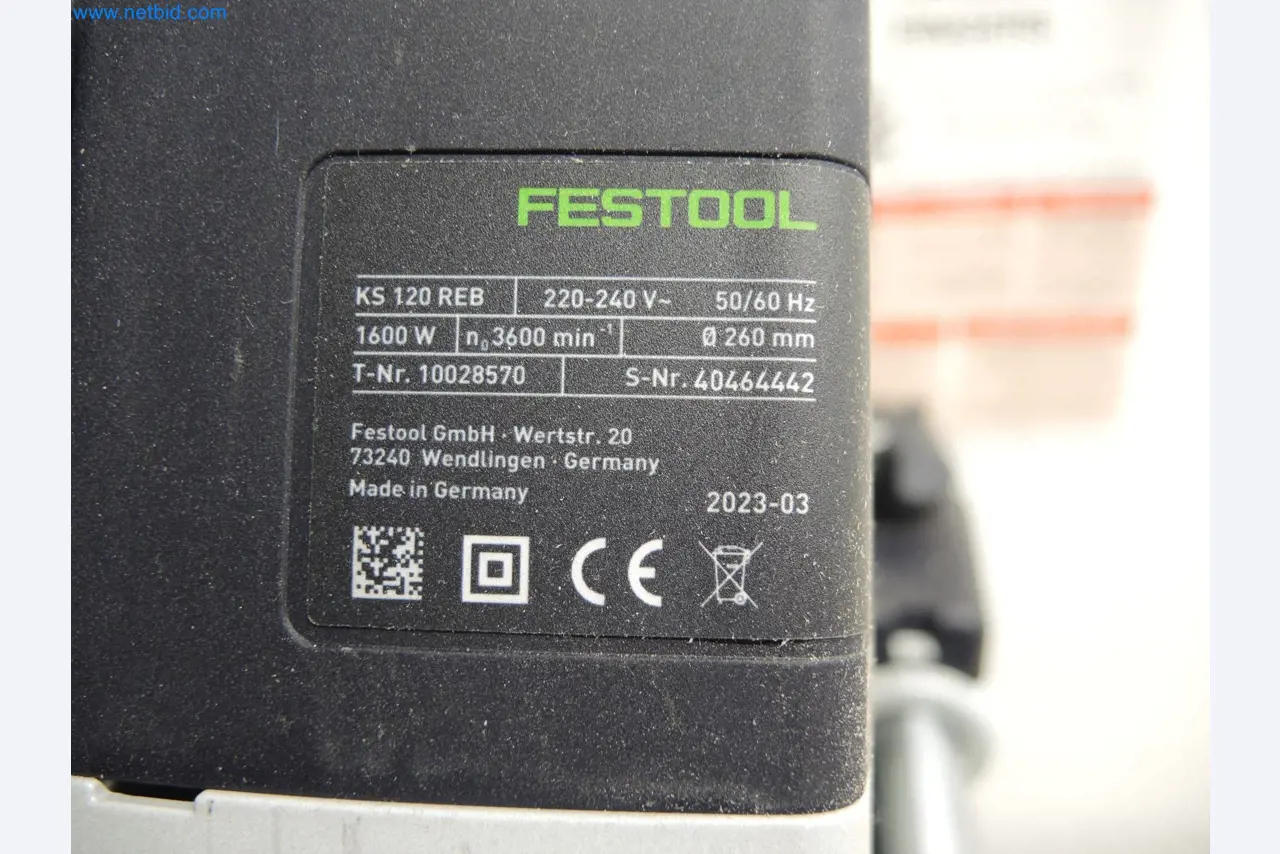 www.netbid.com
FESTOOL
KS 120 REB 220-240 V~ 50/60 Hz
1600 W n₀ 3600 min⁻¹ Ø 260 mm
T-Nr. 10028570 S-Nr. 40464442
Festool GmbH · Wertstr. 20
73240 Wendlingen · Germany
Made in Germany
2023-03
CE